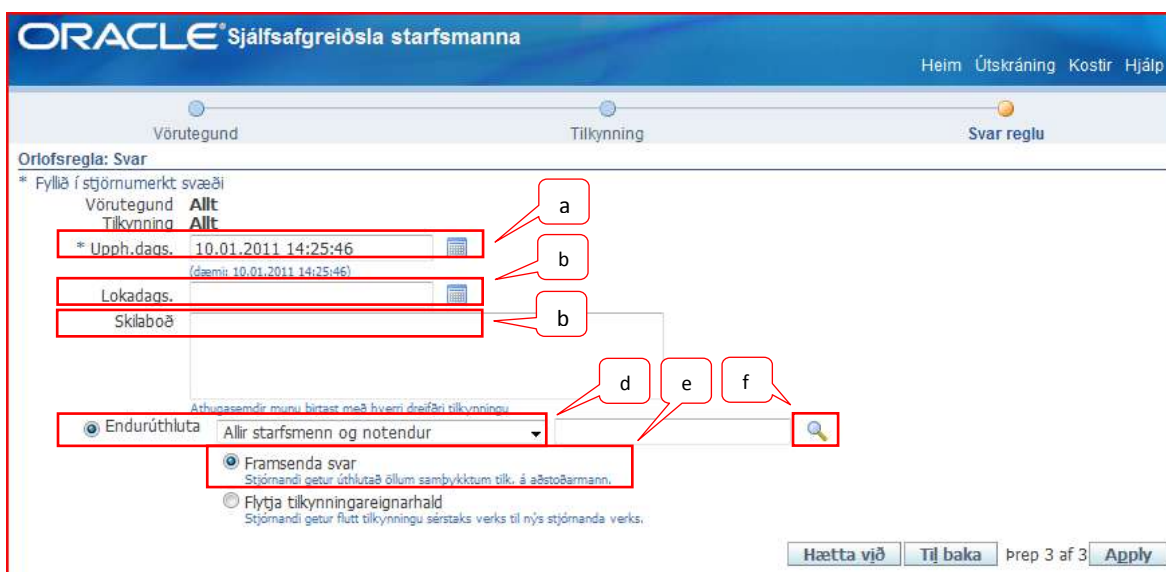 ORACLE Sjálfsafgreiðsla starfsmanna
Heim Útskráning Kostir Hjálp
Vörutegund Tilkynning Svar reglu
Orlofsregla: Svar
* Fyllið í stjörnumerkt svæði
Vörutegund Allt
Tilkynning Allt
a
* Upph.dags. 10.01.2011 14:25:46
(dæmi: 10.01.2011 14:25:46)
b
Lokadags.
Skilaboð
b
d e f
Athugasemdir munu birtast með hverri dreifðri tilkynningu
Endurúthluta Allir starfsmenn og notendur
Framsenda svar
Stjórnandi getur úthlutað öllum samþykktum tilk. á aðstoðarmann.
Flytja tilkynningareignarhald
Stjórnandi getur flutt tilkynningu sérstaks verks til nýs stjórnanda verks.
Hætta við Til baka Þrep 3 af 3 Apply